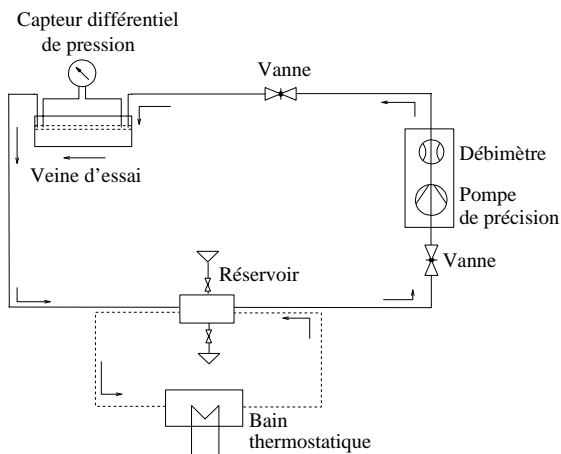 Capteur différentiel
de pression
Vanne
Débimètre
Veine d'essai
Pompe
de précision
Vanne
Réservoir
Bain
thermostatique